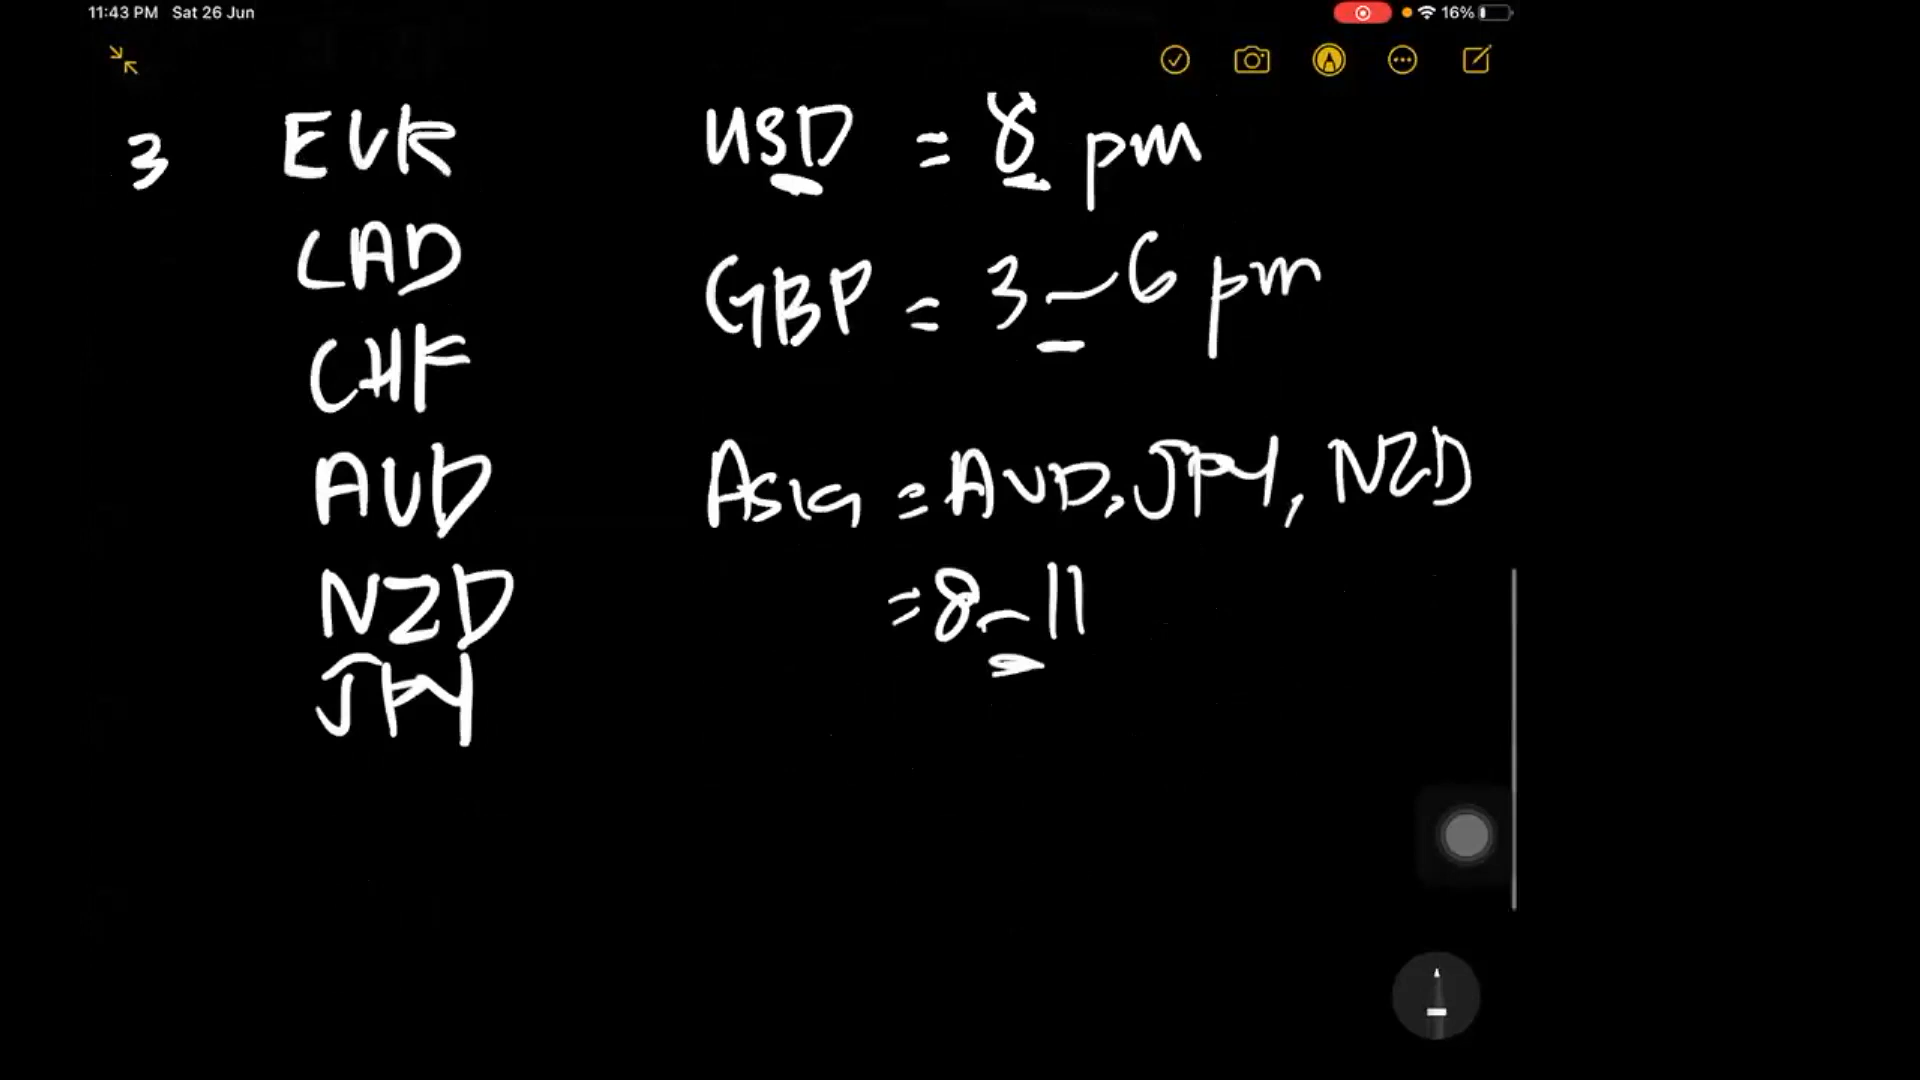 11:43 PM Sat 26 Jun 16%
3 EUR USD = 8 pm
CAD
GBP = 3~6 pm
CHF
AUD Asia = AUD, JPY, NZD
NZD = 8~11
JPY